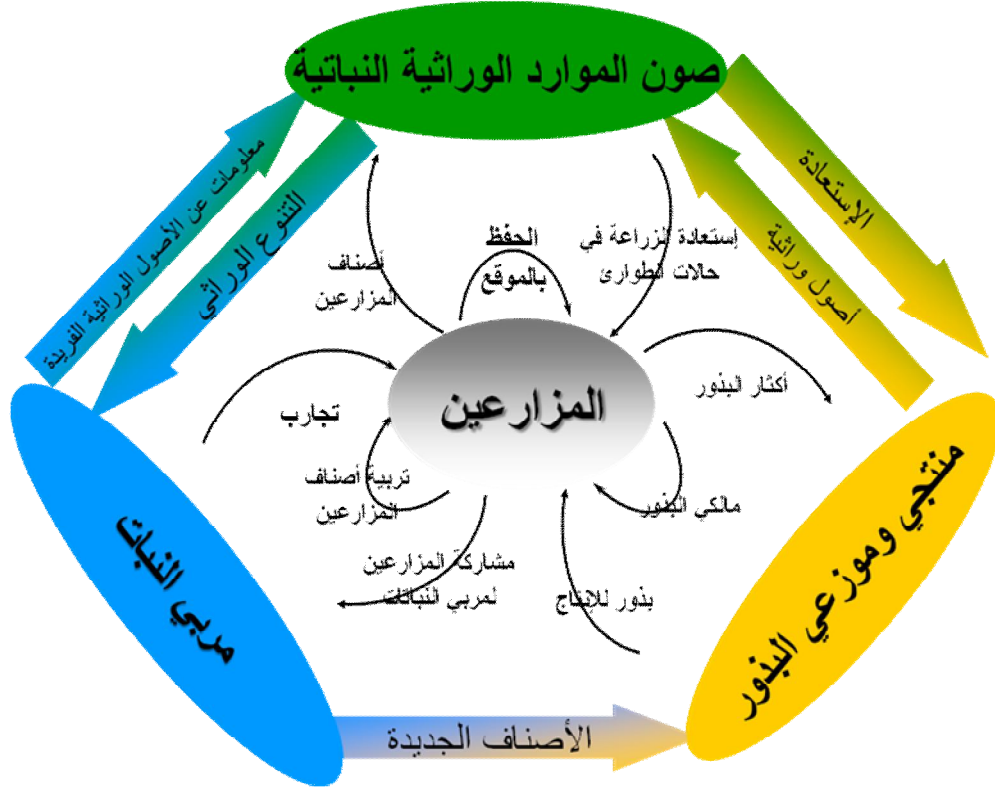 صون الموارد الوراثية النباتية
معلومات عن الأصول الوراثية الفريدة
التنوع الوراثي
الإستعادة
أصول وراثية
أصناف
المزارعين
الحفظ
بالموقع
إستعادة الزراعة في
حالات الطوارئ
المزارعين
أكثار البذور
تجارب
تربية أصناف
المزارعين
مالكي البذور
مشاركة المزارعين
لمربي النباتات
بذور للإنتاج
مربي النبات
منتجي وموزعي البذور
الأصناف الجديدة